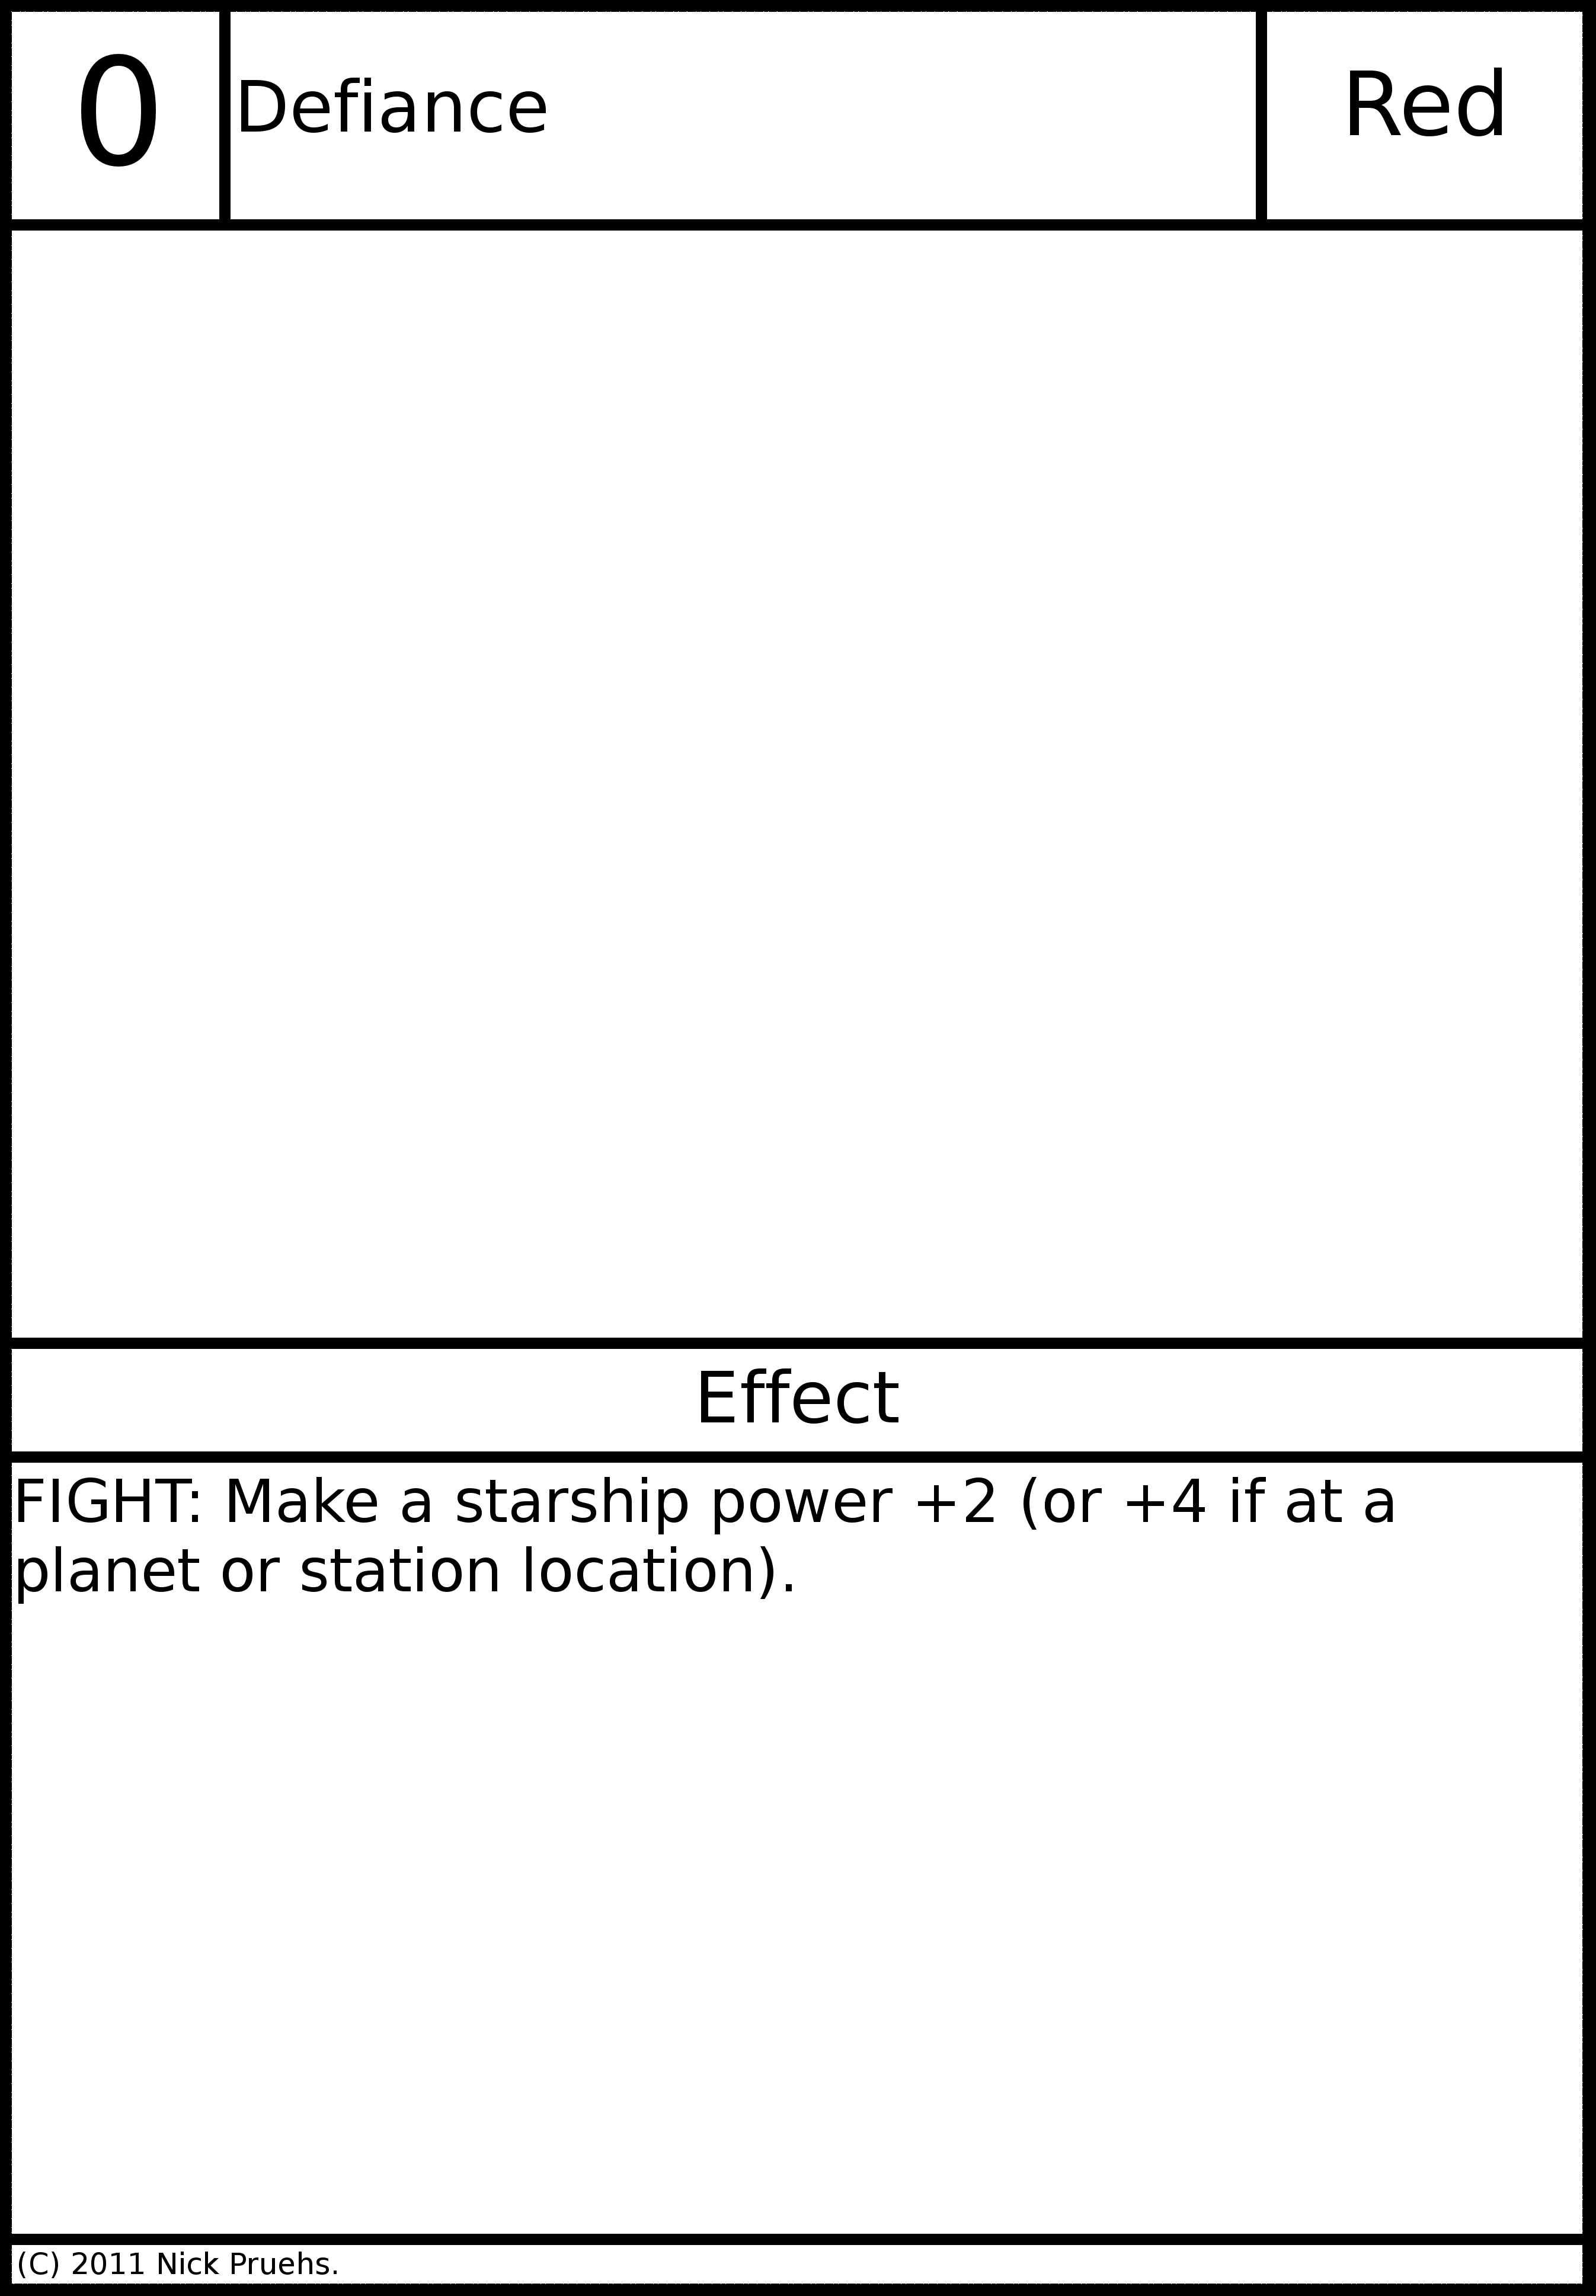 0
Defiance
Red
Effect
FIGHT: Make a starship power +2 (or +4 if at a
planet or station location).
(C) 2011 Nick Pruehs.